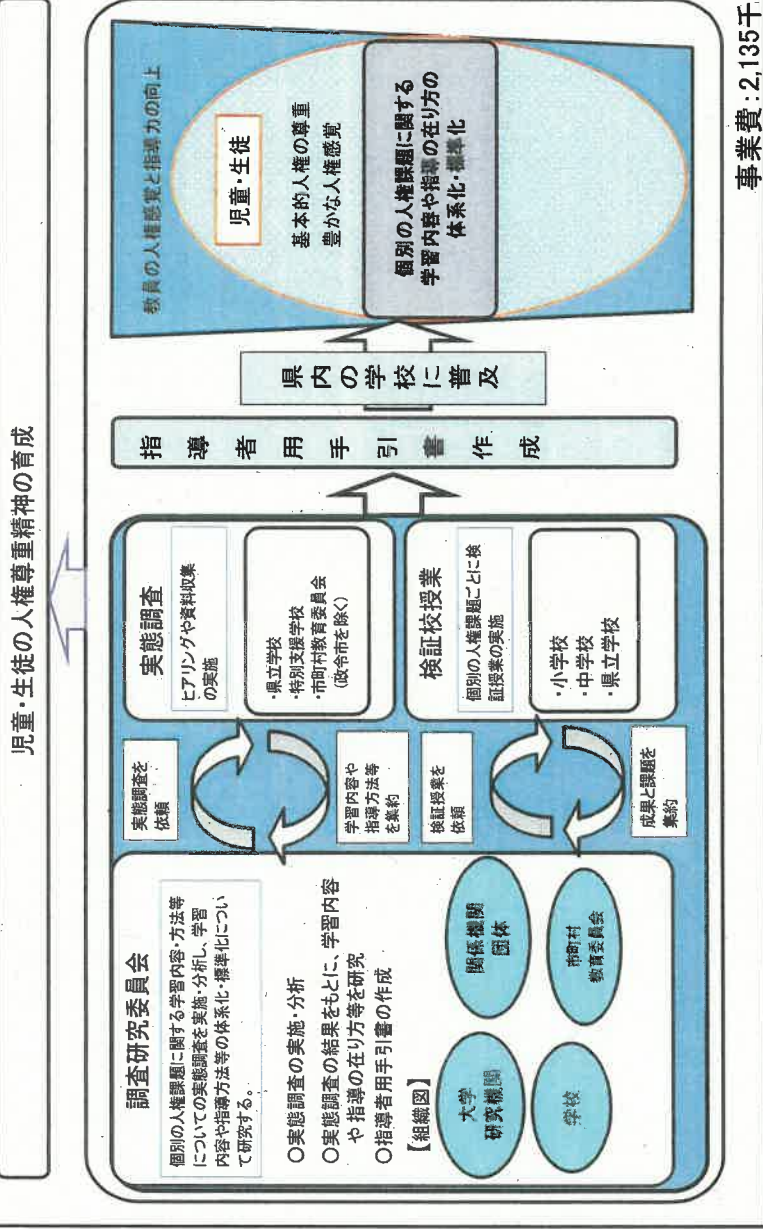 児童・生徒の人権尊重精神の育成
調査研究委員会
個別の人権課題に関する学習内容・方法等
についての実態調査を実施・分析し、学習
内容や指導方法等の体系化・標準化につい
て研究する。
○実態調査の実施・分析
○実態調査の結果をもとに、学習内容
や指導の在り方等を研究
○指導者用手引書の作成
【組織図】
大学
研究機関
関係機関
団体
学校
市町村
教育委員会
実態調査を
依頼
学習内容や
指導方法等
を集約
検証授業を
依頼
成果と課題を
集約
実態調査
ヒアリングや資料収集
の実施
・県立学校
・特別支援学校
・市町村教育委員会
(政令市を除く)
検証校授業
個別の人権課題ごとに検
証授業の実施
・小学校
・中学校
・県立学校
指導者用手引書作成
県内の学校に普及
教員の人権感覚と指導力の向上
児童・生徒
基本的人権の尊重
豊かな人権感覚
個別の人権課題に関する
学習内容や指導の在り方の
体系化・標準化
事業費:2,135千